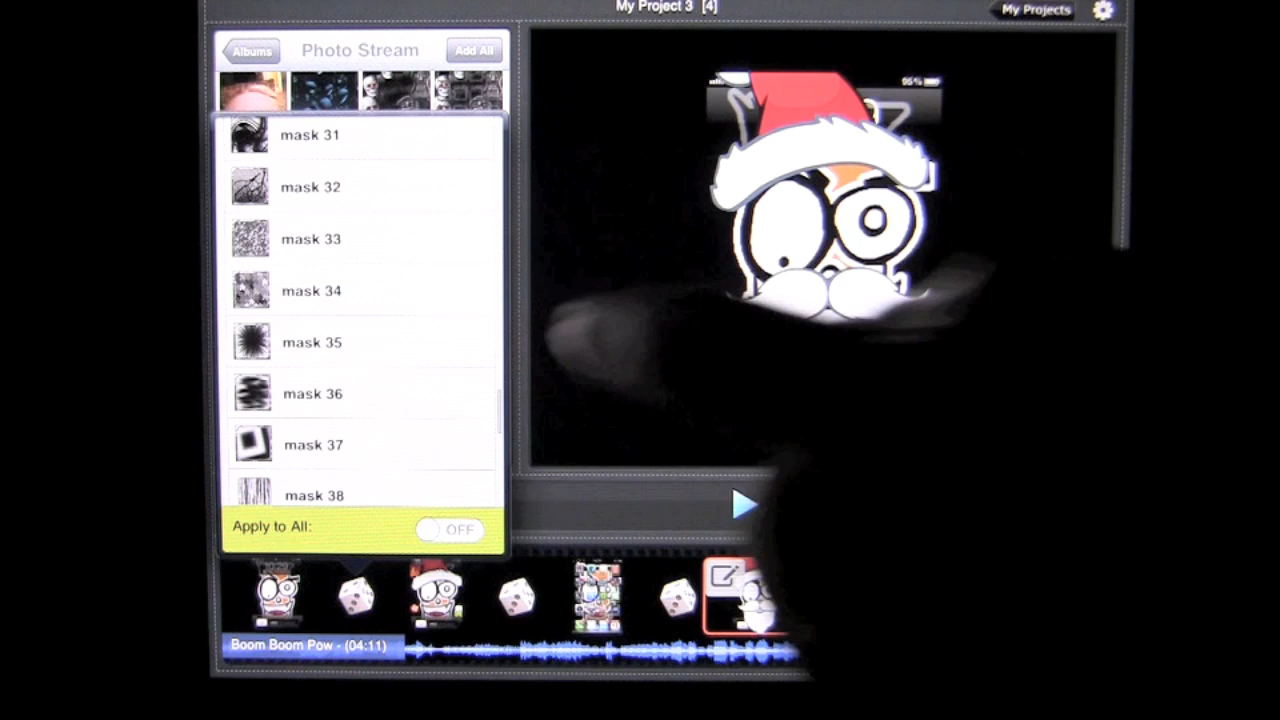 My Project 3 [4]
My Projects
Albums
Photo Stream
Add All
95%
mask 31
mask 32
mask 33
mask 34
mask 35
mask 36
mask 37
mask 38
Apply to All:
OFF
Boom Boom Pow - (04:11)